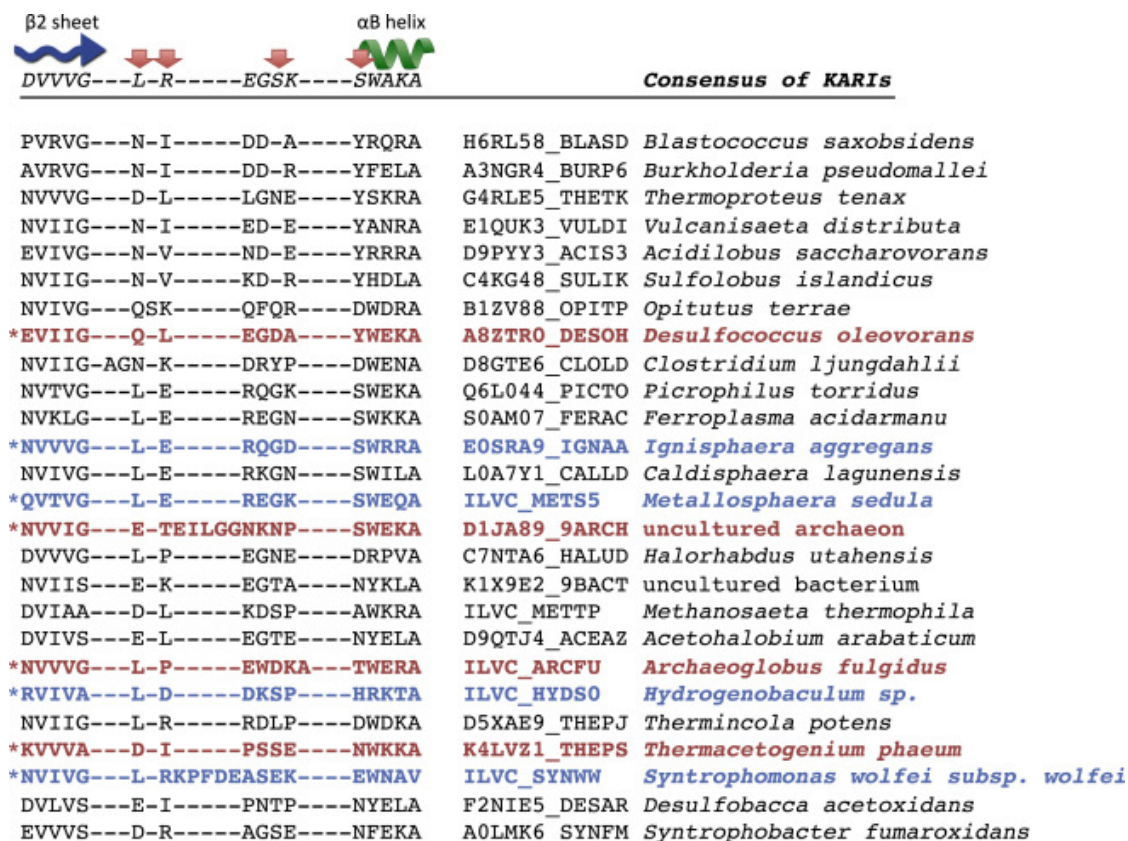 β2 sheet αB helix
DVVVG---L-R-----EGSK----SWAKA Consensus of KARIs
PVRVG---N-I-----DD-A----YRQRA H6RL58_BLASD Blastococcus saxobsidens
AVRVG---N-I-----DD-R----YFELA A3NGR4_BURP6 Burkholderia pseudomallei
NVVVG---D-L-----LGNE----YSKRA G4RLE5_THETK Thermoproteus tenax
NVIIG---N-I-----ED-E----YANRA E1QUK3_VULDI Vulcanisaeta distributa
EVIVG---N-V-----ND-E----YRRRA D9PYY3_ACIS3 Acidilobus saccharovorans
NVIIG---N-V-----KD-R----YHDLA C4KG48_SULIK Sulfolobus islandicus
NVIVG---QSK-----QFQR----DWDRA B1ZV88_OPITP Opitutus terrae
*EVIIG---Q-L-----EGDA----YWEKA A8ZTR0_DESOH Desulfococcus oleovorans
NVIIG-AGN-K-----DRYP----DWENA D8GTE6_CLOLD Clostridium ljungdahlii
NVTVG---L-E-----RQGK----SWEKA Q6L044_PICTO Picrophilus torridus
NVKLG---L-E-----REGN----SWKKA S0AM07_FERAC Ferroplasma acidarmanu
*NVVVG---L-E-----RQGD----SWRRA E0SRA9_IGNAA Ignisphaera aggregans
NVIVG---L-E-----RKGN----SWILA L0A7Y1_CALLD Caldisphaera lagunensis
*QVTVG---L-E-----REGK----SWEQA ILVC_METS5 Metallosphaera sedula
*NVVIG---E-TEILGGNKNP----SWEKA D1JA89_9ARCH uncultured archaeon
DVVVG---L-P-----EGNE----DRPVA C7NTA6_HALUD Halorhabdus utahensis
NVIIS---E-K-----EGTA----NYKLA K1X9E2_9BACT uncultured bacterium
DVIAA---D-L-----KDSP----AWKRA ILVC_METTP Methanosaeta thermophila
DVIVS---E-L-----EGTE----NYELA D9QTJ4_ACEAZ Acetohalobium arabaticum
*NVVVG---L-P-----EWDKA---TWERA ILVC_ARCFU Archaeoglobus fulgidus
*RVIVA---L-D-----DKSP----HRKTA ILVC_HYDS0 Hydrogenobaculum sp.
NVIIG---L-R-----RDLP----DWDKA D5XAE9_THEPJ Thermincola potens
*KVVVA---D-I-----PSSE----NWKKA K4LVZ1_THEPS Thermacetogenium phaeum
*NVIVG---L-RKPFDEASEK----EWNAV ILVC_SYNWW Syntrophomonas wolfei subsp. wolfei
DVLVS---E-I-----PNTP----NYELA F2NIE5_DESAR Desulfobacca acetoxidans
EVVVS---D-R-----AGSE----NFEKA A0LMK6_SYNFM Syntrophobacter fumaroxidans